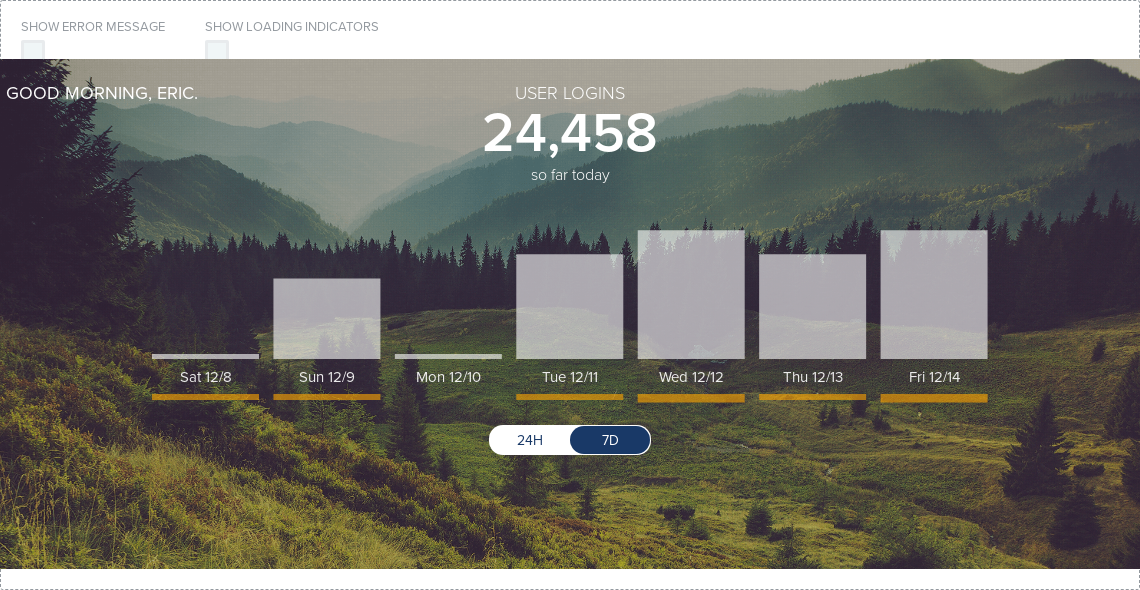 SHOW ERROR MESSAGE
SHOW LOADING INDICATORS
GOOD MORNING, ERIC.
USER LOGINS
24,458
so far today
Sat 12/8
Sun 12/9
Mon 12/10
Tue 12/11
Wed 12/12
Thu 12/13
Fri 12/14
24H
7D